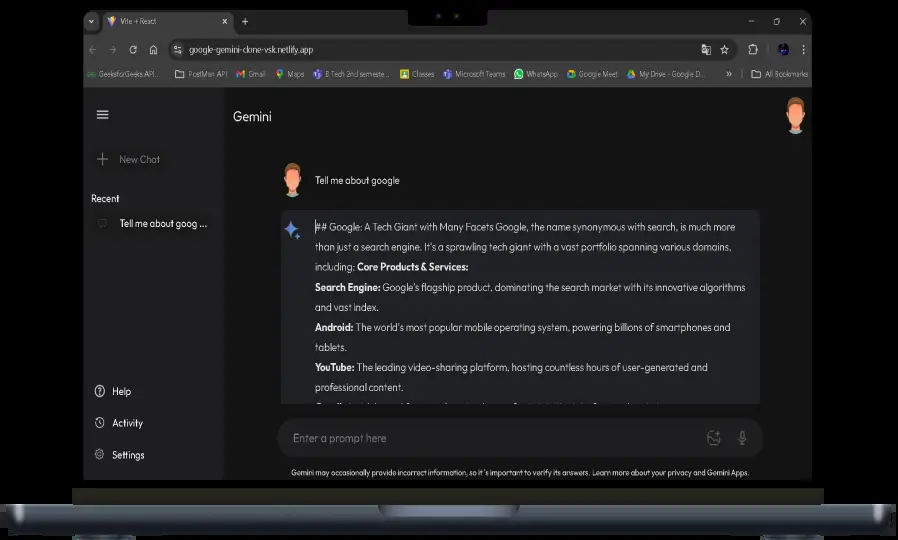 Vite + React
google-gemini-clone-vsk.netlify.app
GeeksforGeeks API... PostMan API Gmail Maps B Tech 2nd semeste... Classes Microsoft Teams WhatsApp Google Meet My Drive - Google D... » All Bookmarks
Gemini
New Chat
Recent
Tell me about goog ...
Help
Activity
Settings
Tell me about google
## Google: A Tech Giant with Many Facets Google, the name synonymous with search, is much more
than just a search engine. It's a sprawling tech giant with a vast portfolio spanning various domains,
including: Core Products & Services:
Search Engine: Google's flagship product, dominating the search market with its innovative algorithms
and vast index.
Android: The world's most popular mobile operating system, powering billions of smartphones and
tablets.
YouTube: The leading video-sharing platform, hosting countless hours of user-generated and
professional content.
Enter a prompt here
Gemini may occasionally provide incorrect information, so it's important to verify its answers. Learn more about your privacy and Gemini Apps.